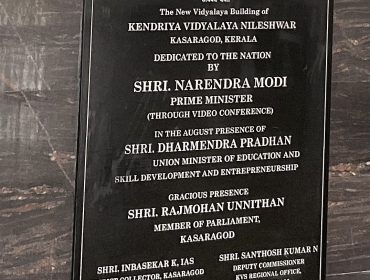 The New Vidyalaya Building of
KENDRIYA VIDYALAYA NILESHWAR
KASARAGOD, KERALA
DEDICATED TO THE NATION
BY
SHRI. NARENDRA MODI
PRIME MINISTER
(THROUGH VIDEO CONFERENCE)
IN THE AUGUST PRESENCE OF
SHRI. DHARMENDRA PRADHAN
UNION MINISTER OF EDUCATION AND
SKILL DEVELOPMENT AND ENTREPRENEURSHIP
GRACIOUS PRESENCE
SHRI. RAJMOHAN UNNITHAN
MEMBER OF PARLIAMENT,
KASARAGOD
SHRI. INBASEKAR K, IAS
COLLECTOR, KASARAGOD
SHRI. SANTHOSH KUMAR N
DEPUTY COMMISSIONER
KVS REGIONAL OFFICE,